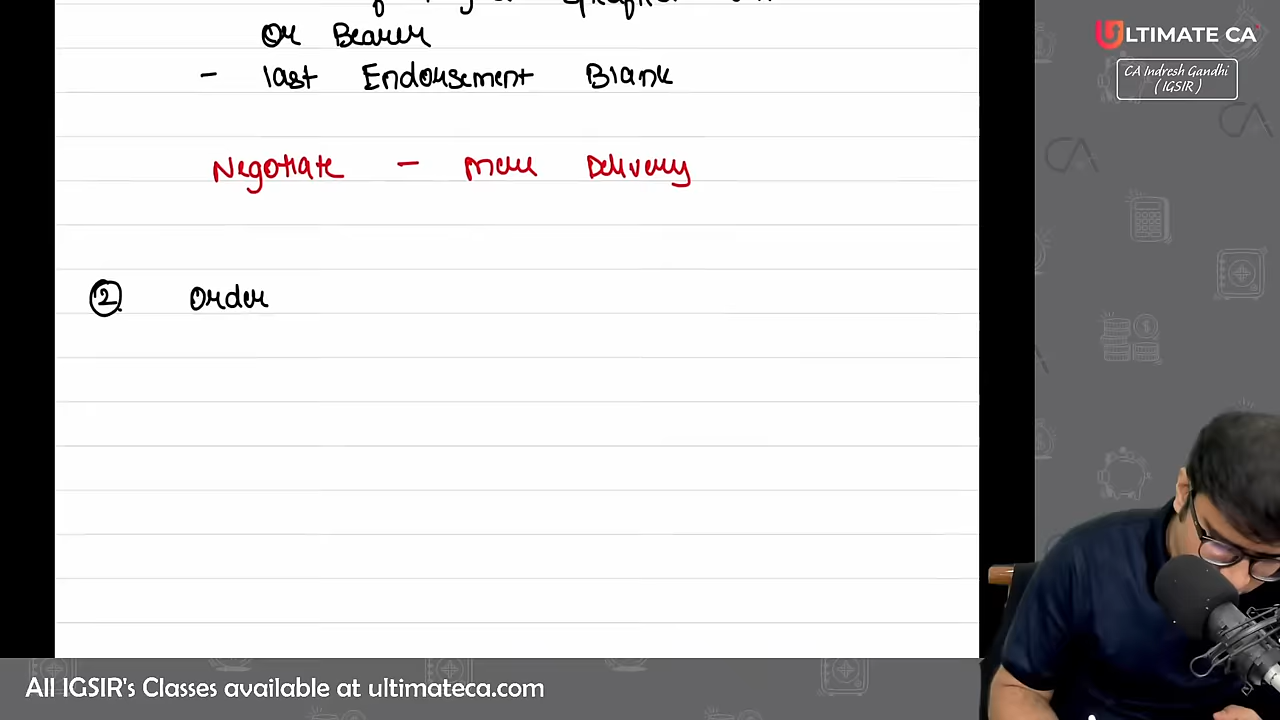 Or Bearer
- last Endorsement Blank
Negotiate - Mere Delivery
2 Order
ULTIMATE CA
CA Indresh Gandhi
( IGSIR )
All IGSIR's Classes available at ultimateca.com